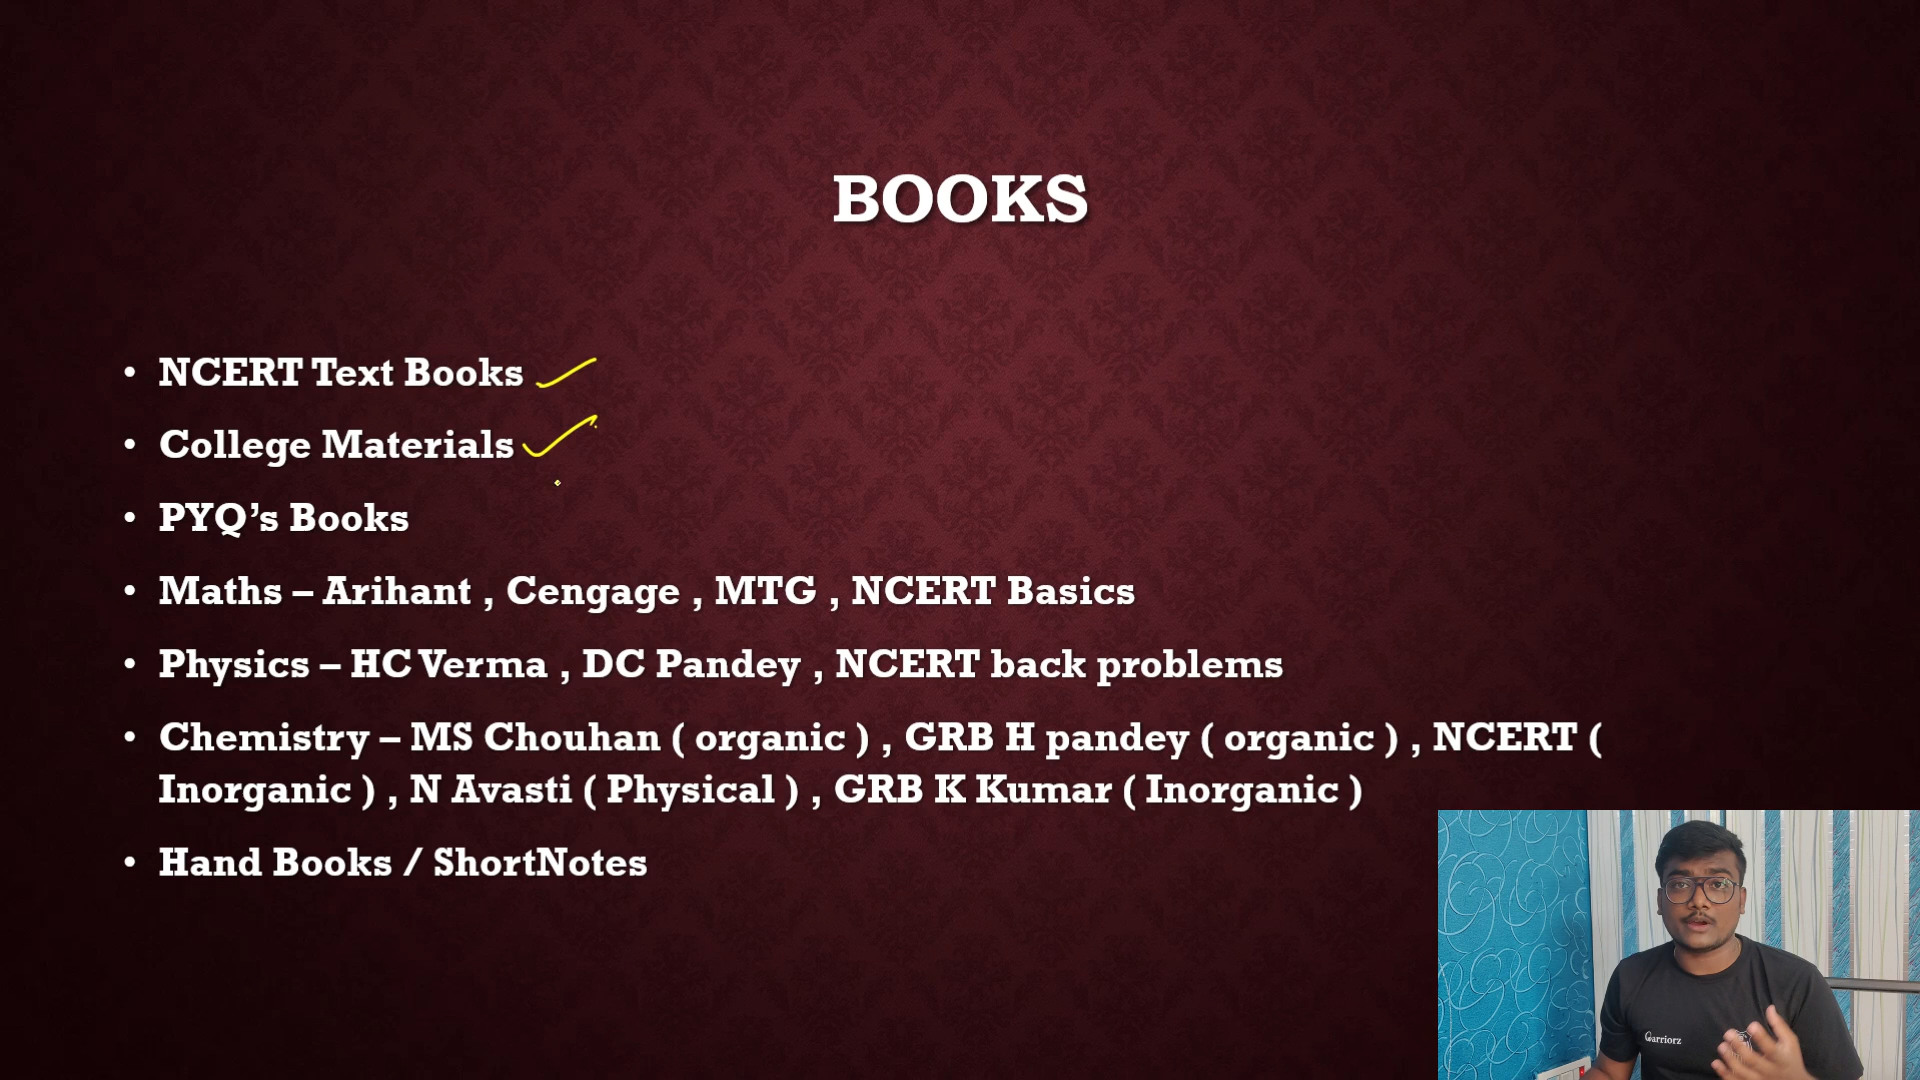 BOOKS
• NCERT Text Books
• College Materials
• PYQ’s Books
• Maths – Arihant , Cengage , MTG , NCERT Basics
• Physics – HC Verma , DC Pandey , NCERT back problems
• Chemistry – MS Chouhan ( organic ) , GRB H pandey ( organic ) , NCERT (
Inorganic ) , N Avasti ( Physical ) , GRB K Kumar ( Inorganic )
• Hand Books / ShortNotes
Garriorz